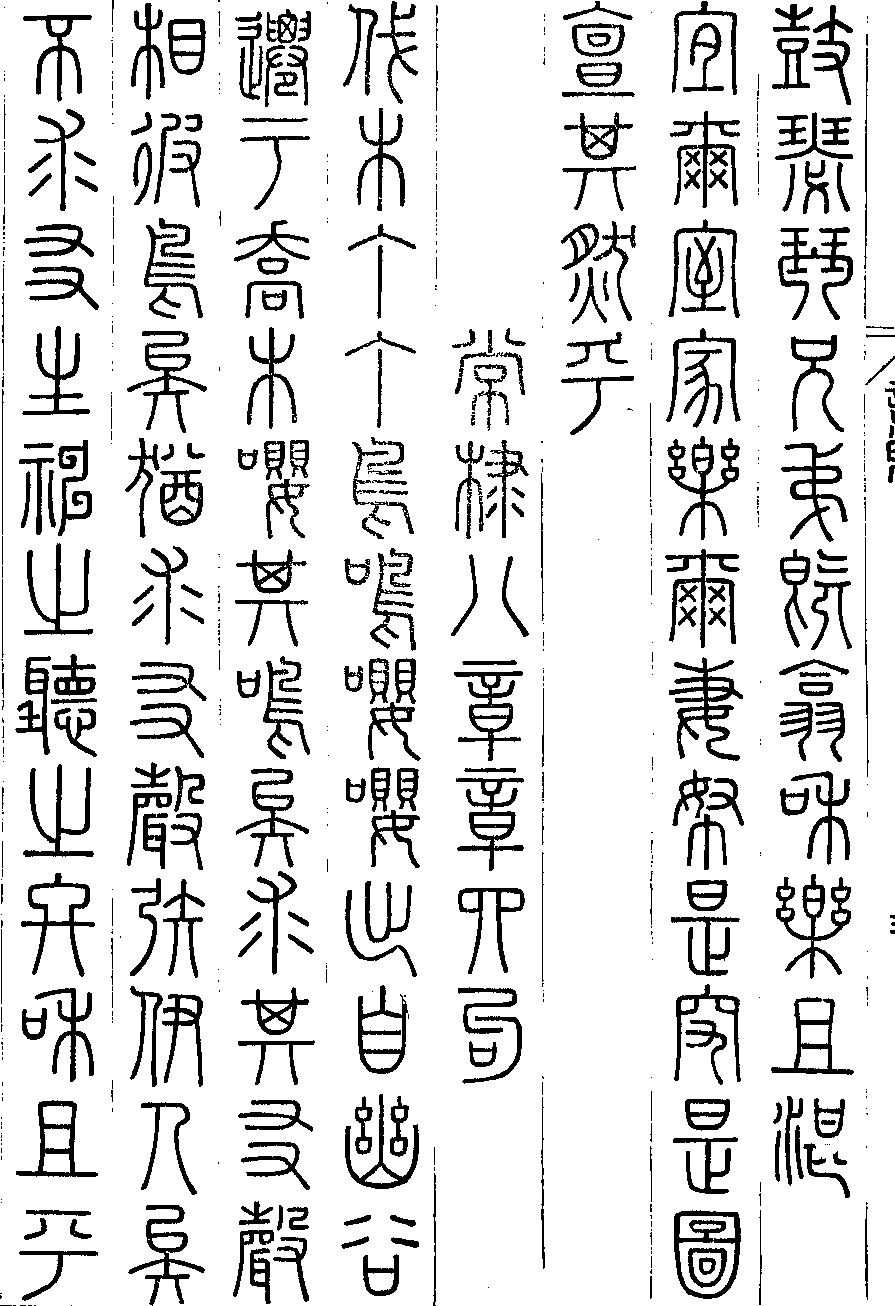 鼓瑟琴兄弟既翕和樂且湛
宜爾室家樂爾妻帑是究是圖
亶其然乎
常棣八章章四句
伐木丁丁鳥鳴嚶嚶出自幽谷
遷于喬木嚶其鳴矣求其友聲
相彼鳥矣猶求友聲矧伊人矣
不求友生神之聽之終和且平